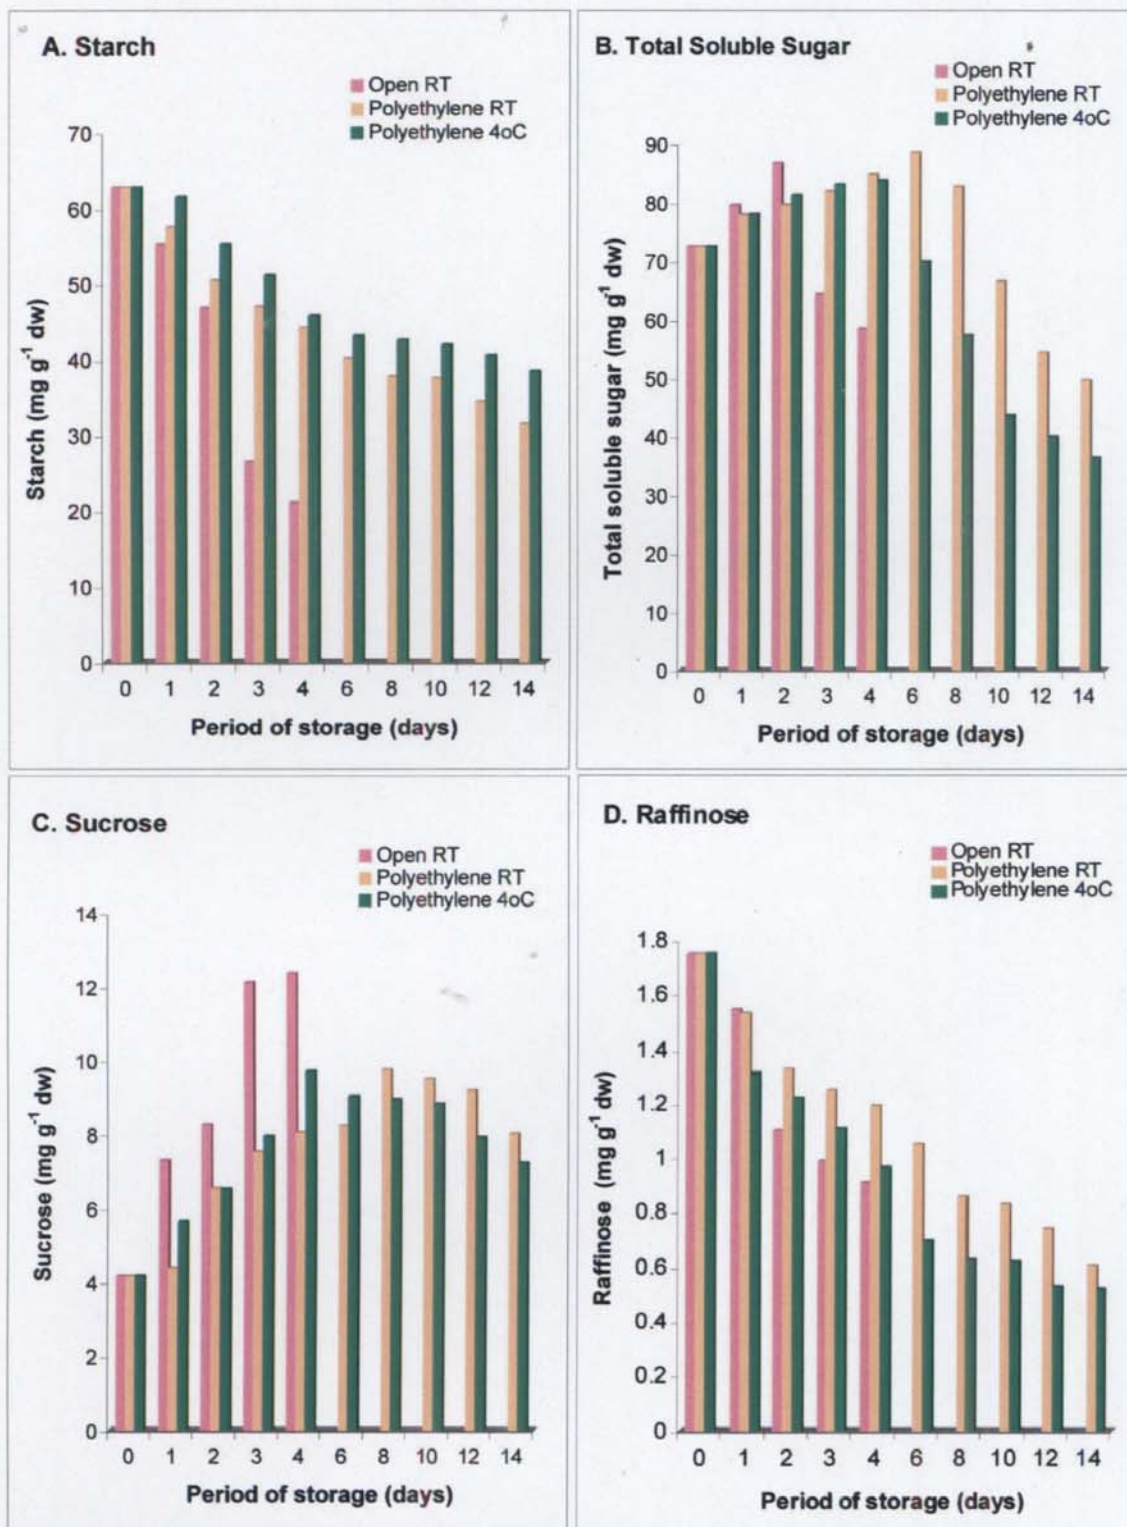 A. Starch
Open RT
Polyethylene RT
Polyethylene 4oC
70
60
50
40
30
20
10
0
Starch (mg g⁻¹ dw)
0 1 2 3 4 6 8 10 12 14
Period of storage (days)
B. Total Soluble Sugar
Open RT
Polyethylene RT
Polyethylene 4oC
90
80
70
60
50
40
30
20
10
0
Total soluble sugar (mg g⁻¹ dw)
0 1 2 3 4 6 8 10 12 14
Period of storage (days)
C. Sucrose
Open RT
Polyethylene RT
Polyethylene 4oC
14
12
10
8
6
4
2
0
Sucrose (mg g⁻¹ dw)
0 1 2 3 4 6 8 10 12 14
Period of storage (days)
D. Raffinose
Open RT
Polyethylene RT
Polyethylene 4oC
1.8
1.6
1.4
1.2
1
0.8
0.6
0.4
0.2
0
Raffinose (mg g⁻¹ dw)
0 1 2 3 4 6 8 10 12 14
Period of storage (days)